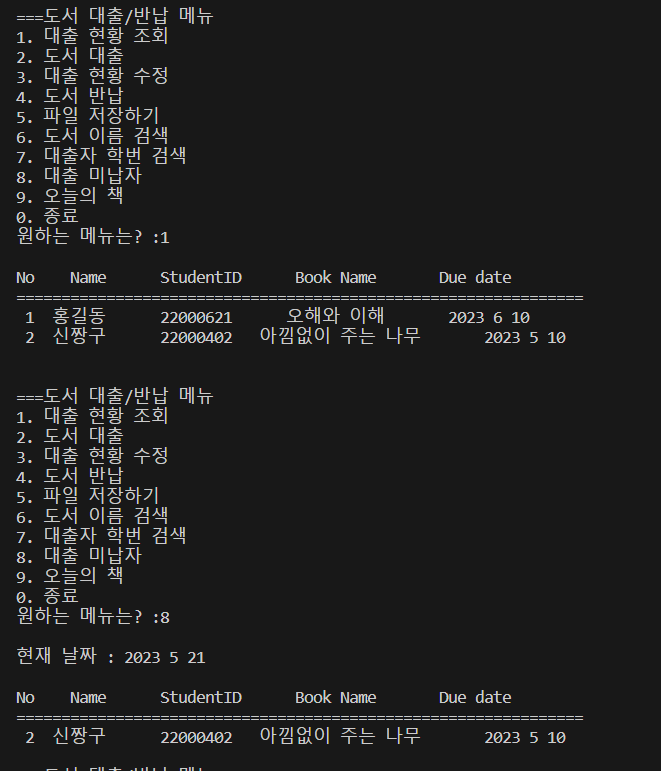 ===도서 대출/반납 메뉴
1. 대출 현황 조회
2. 도서 대출
3. 대출 현황 수정
4. 도서 반납
5. 파일 저장하기
6. 도서 이름 검색
7. 대출자 학번 검색
8. 대출 미납자
9. 오늘의 책
0. 종료
원하는 메뉴는? :1
No Name StudentID Book Name Due date
===============================================================
1 홍길동 22000621 오해와 이해 2023 6 10
2 신짱구 22000402 아낌없이 주는 나무 2023 5 10
===도서 대출/반납 메뉴
1. 대출 현황 조회
2. 도서 대출
3. 대출 현황 수정
4. 도서 반납
5. 파일 저장하기
6. 도서 이름 검색
7. 대출자 학번 검색
8. 대출 미납자
9. 오늘의 책
0. 종료
원하는 메뉴는? :8
현재 날짜 : 2023 5 21
No Name StudentID Book Name Due date
===============================================================
2 신짱구 22000402 아낌없이 주는 나무 2023 5 10